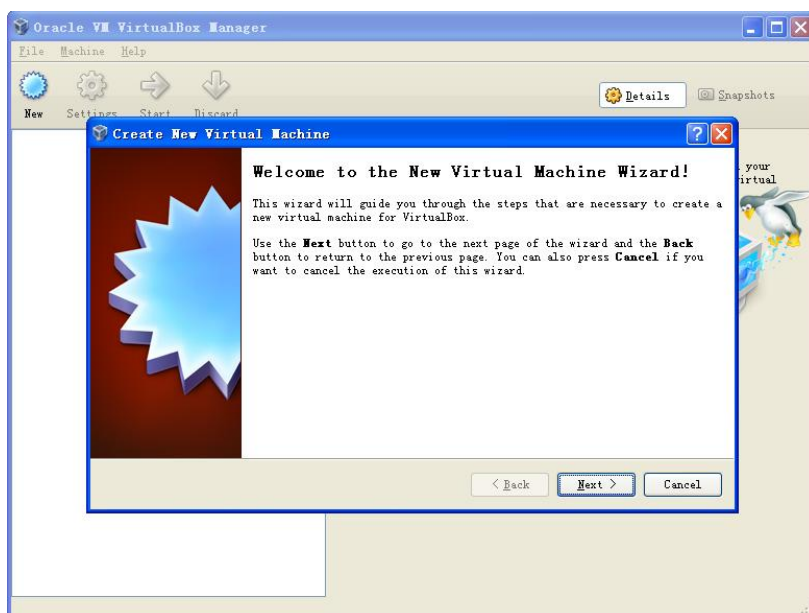 Oracle VM VirtualBox Manager
File Machine Help
New Settings Start Discard
Details Snapshots
Create New Virtual Machine
your
virtual
Welcome to the New Virtual Machine Wizard!
This wizard will guide you through the steps that are necessary to create a
new virtual machine for VirtualBox.
Use the Next button to go to the next page of the wizard and the Back
button to return to the previous page. You can also press Cancel if you
want to cancel the execution of this wizard.
< Back Next > Cancel